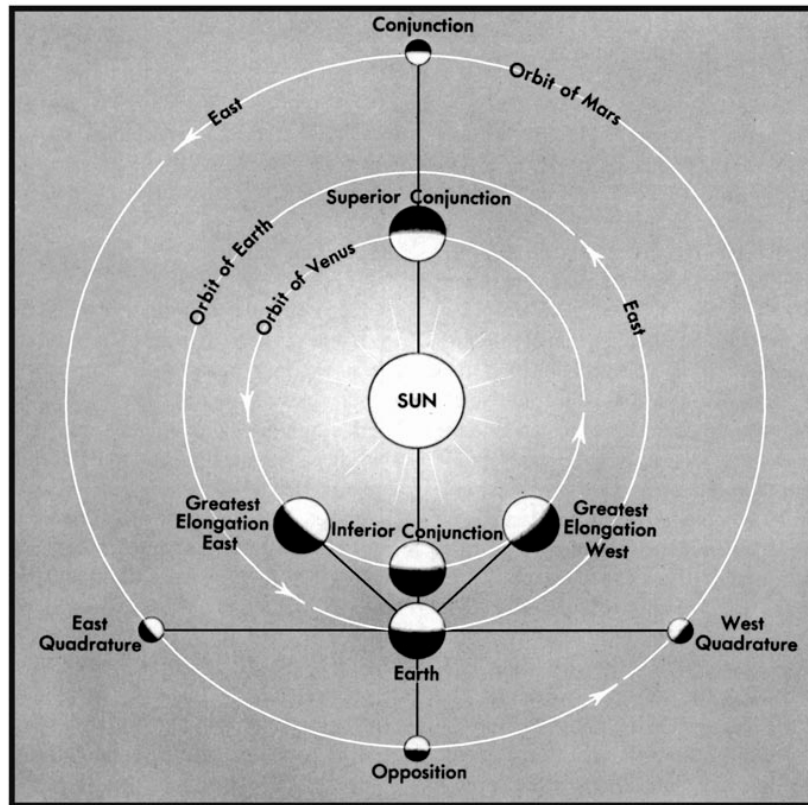 Conjunction
Orbit of Mars
East
Superior Conjunction
Orbit of Earth
Orbit of Venus
East
SUN
Greatest
Elongation
East
Inferior Conjunction
Greatest
Elongation
West
East
Quadrature
West
Quadrature
Earth
Opposition